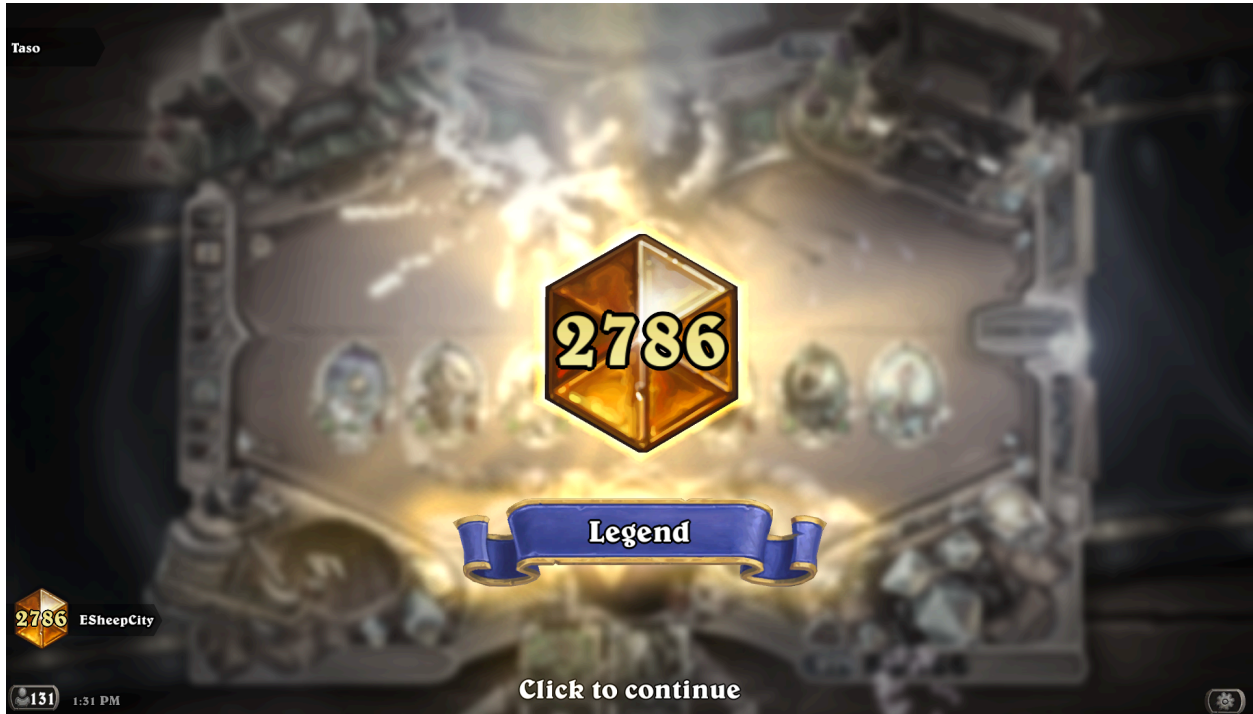 Taso
2786
Legend
2786
ESheepCity
Click to continue
131
1:31 PM